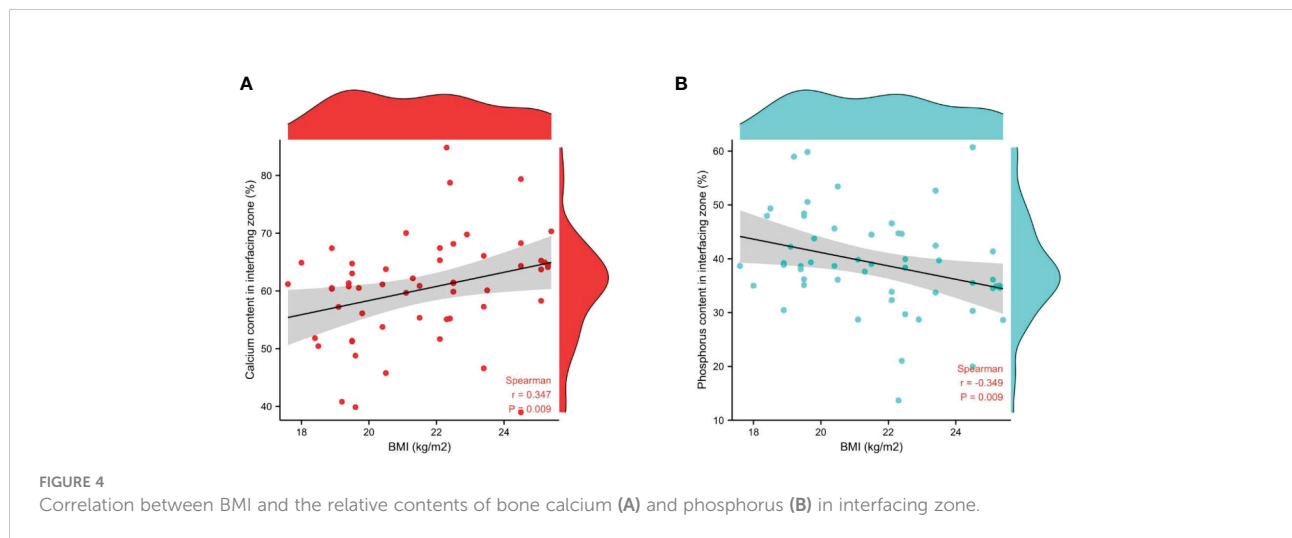 A
Calcium content in interfacing zone (%)
80
70
60
50
40
18
20
22
24
BMI (kg/m2)
Spearman
r = 0.347
P = 0.009
B
Phosphorus content in interfacing zone (%)
60
50
40
30
20
10
18
20
22
24
BMI (kg/m2)
Spearman
r = -0.349
P = 0.009
FIGURE 4
Correlation between BMI and the relative contents of bone calcium (A) and phosphorus (B) in interfacing zone.